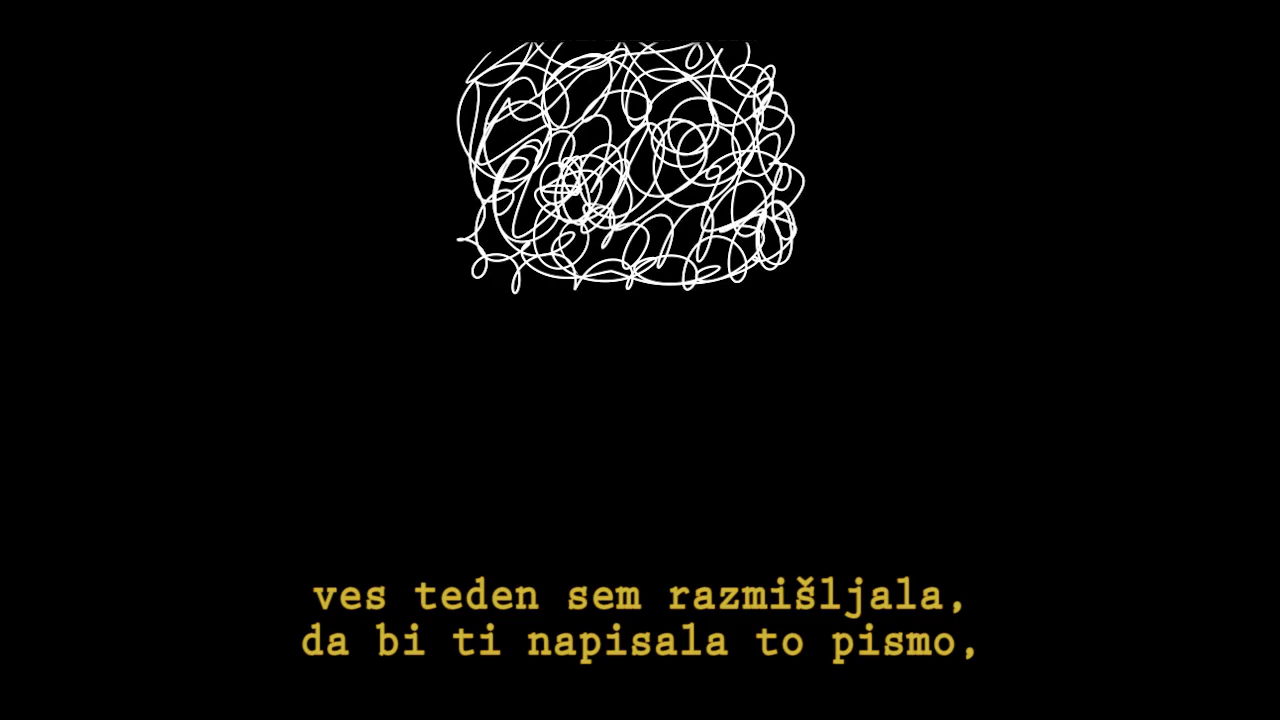 ves teden sem razmišljala,
da bi ti napisala to pismo,